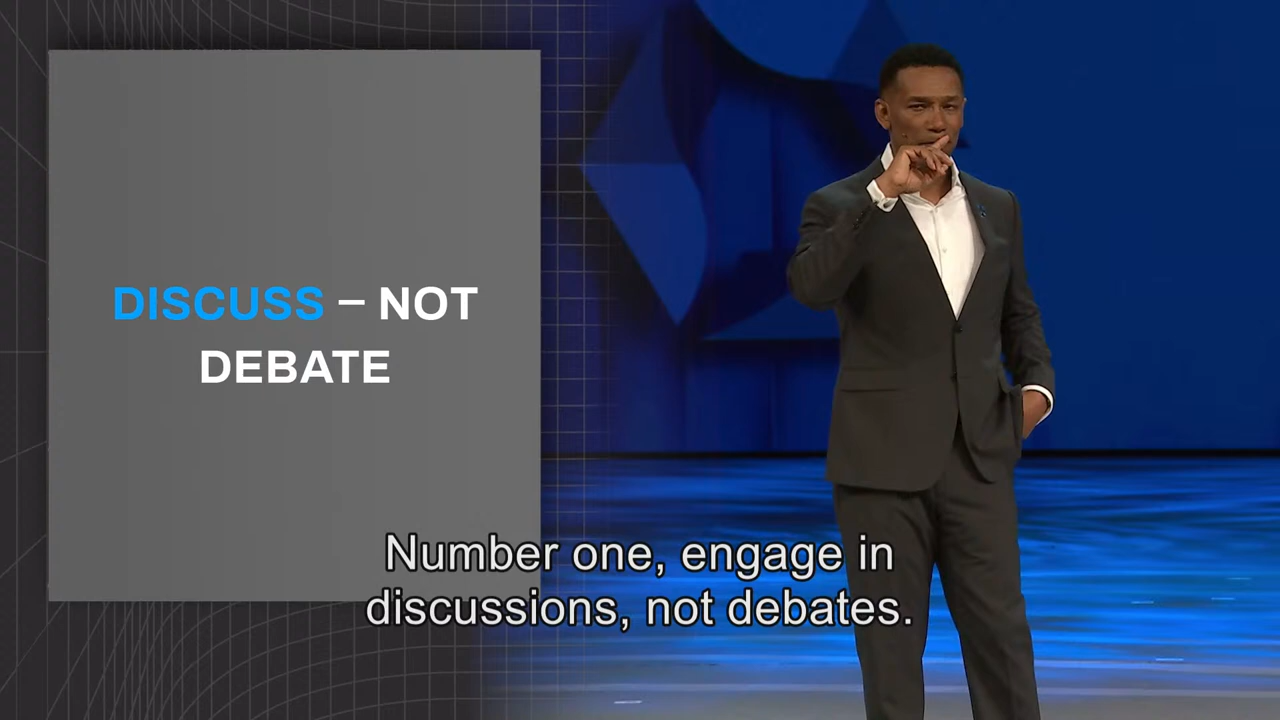 DISCUSS – NOT
DEBATE
Number one, engage in
discussions, not debates.